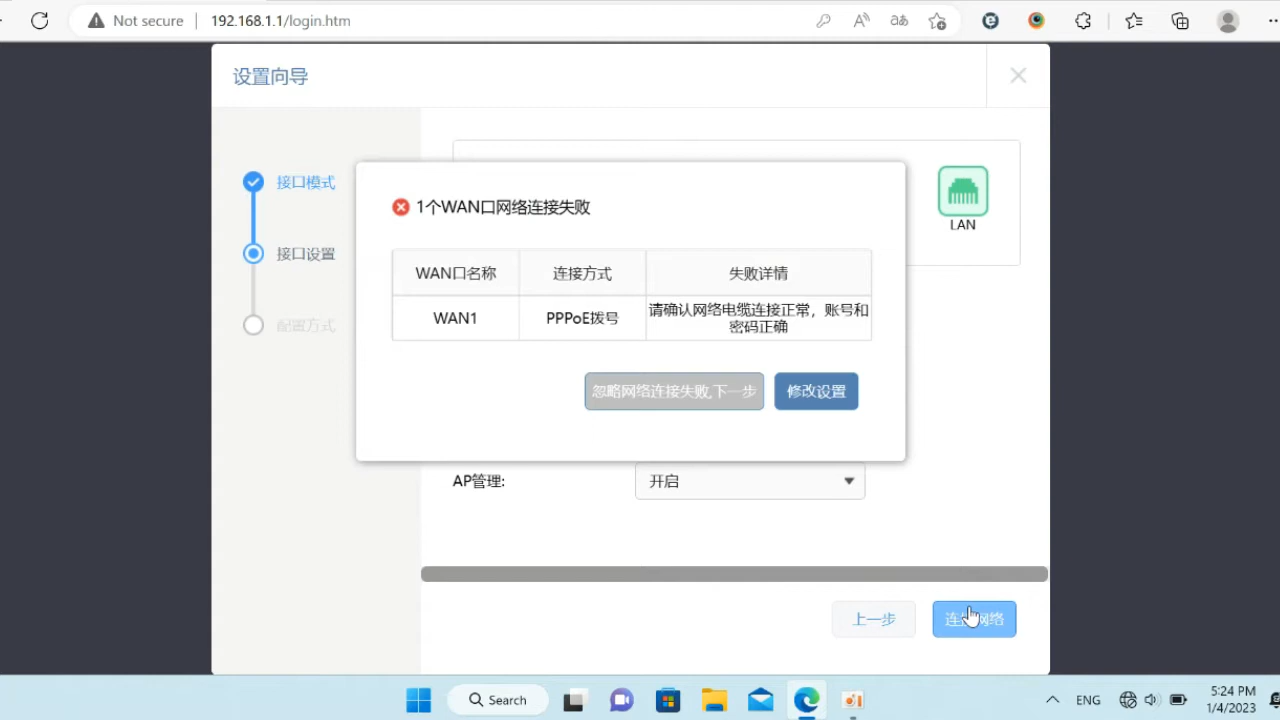 Not secure
192.168.1.1/login.htm
设置向导
接口模式
接口设置
配置方式
LAN
1个WAN口网络连接失败
WAN口名称 连接方式 失败详情
WAN1 PPPoE拨号 请确认网络电缆连接正常，账号和
密码正确
忽略网络连接失败,下一步 修改设置
AP管理: 开启
上一步
Search
ENG
5:24 PM
1/4/2023